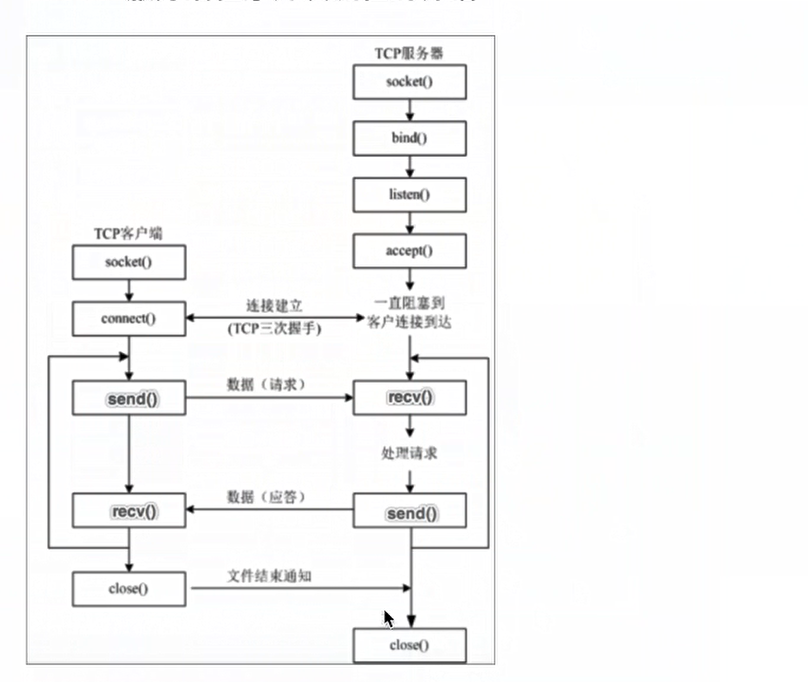 TCP服务器
socket()
bind()
listen()
accept()
一直阻塞到
客户连接到达
TCP客户端
socket()
connect()
连接建立
(TCP三次握手)
send()
数据（请求）
recv()
处理请求
recv()
数据（应答）
send()
close()
文件结束通知
close()